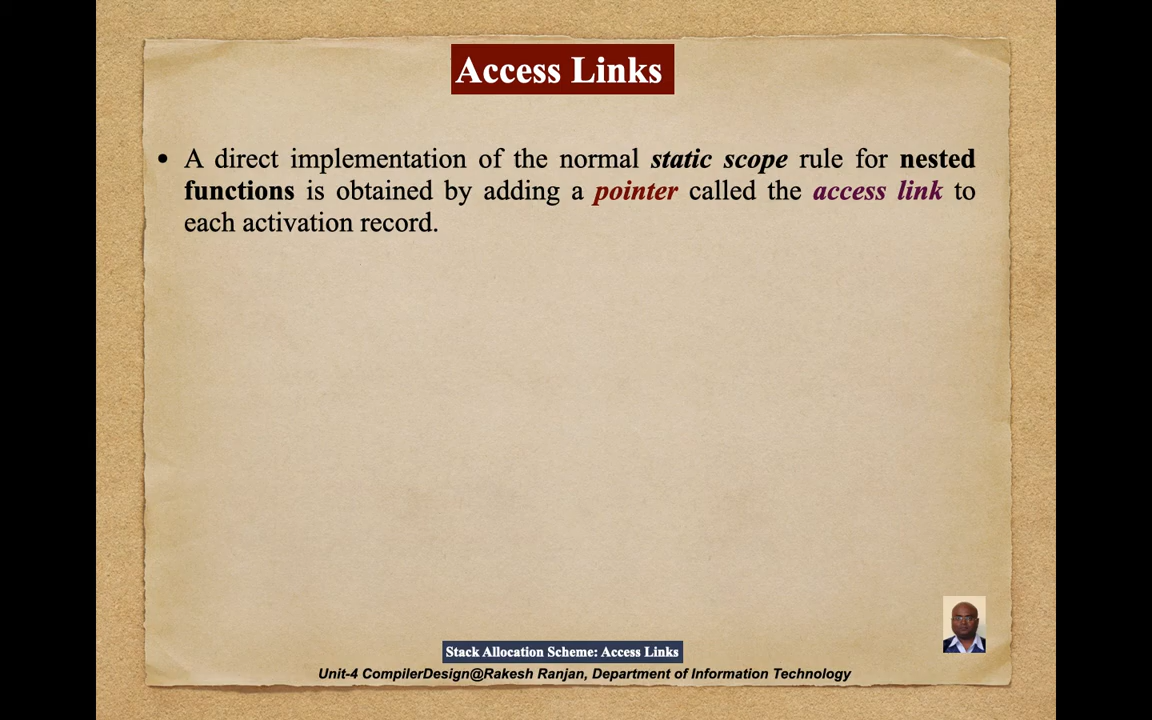 Access Links
• A direct implementation of the normal static scope rule for nested
functions is obtained by adding a pointer called the access link to
each activation record.
Stack Allocation Scheme: Access Links
Unit-4 CompilerDesign@Rakesh Ranjan, Department of Information Technology